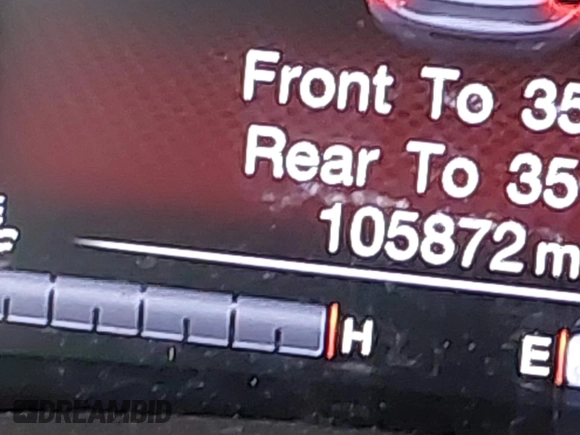 Front To 35
Rear To 35
105872 m
H
E
DREAMBID